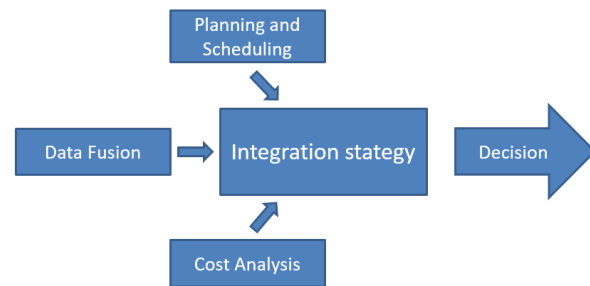 Planning and
Scheduling
Data Fusion
Integration stategy
Decision
Cost Analysis